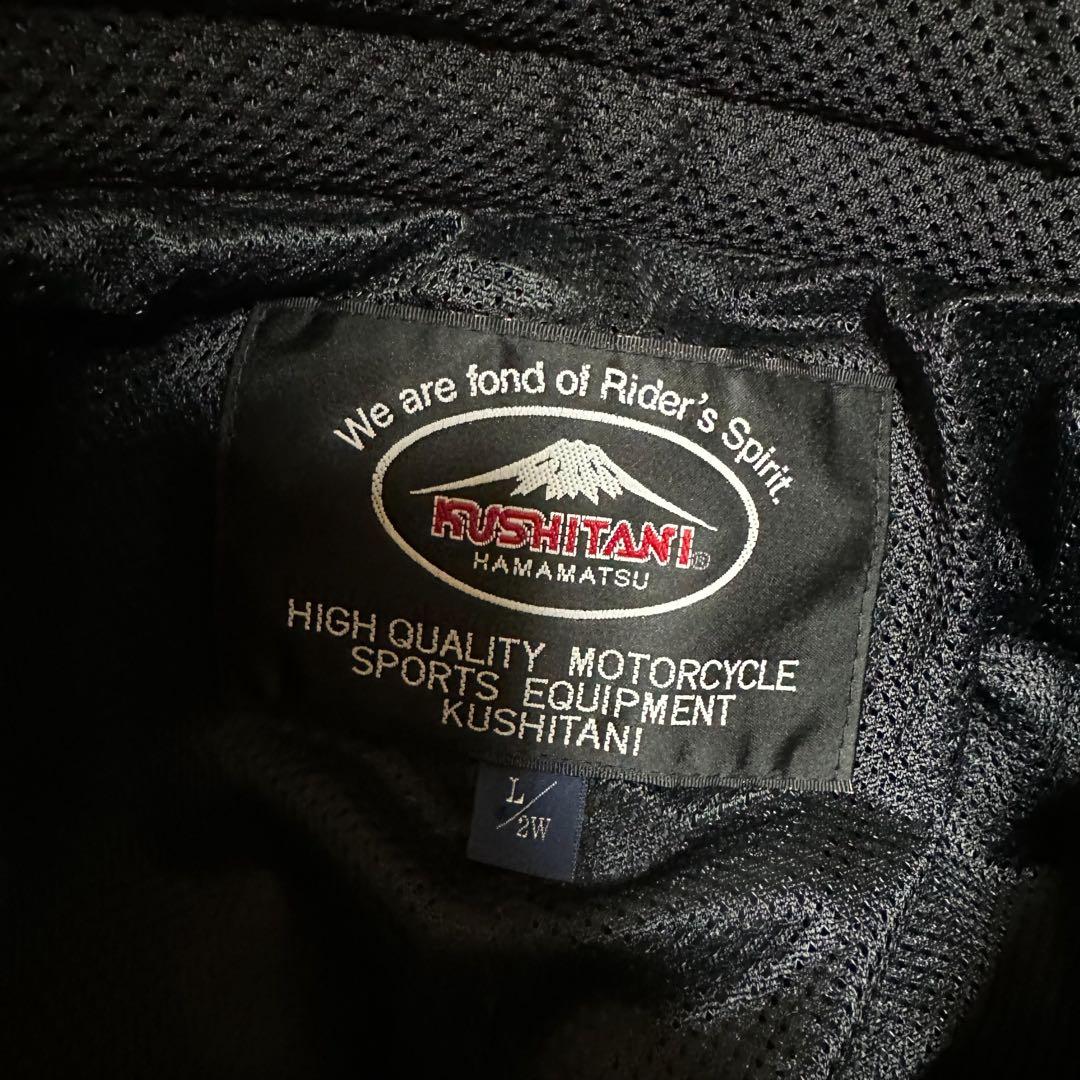 We are fond of Rider's Spirit.
KUSHITANI®
HAMAMATSU
HIGH QUALITY MOTORCYCLE
SPORTS EQUIPMENT
KUSHITANI
L/2W